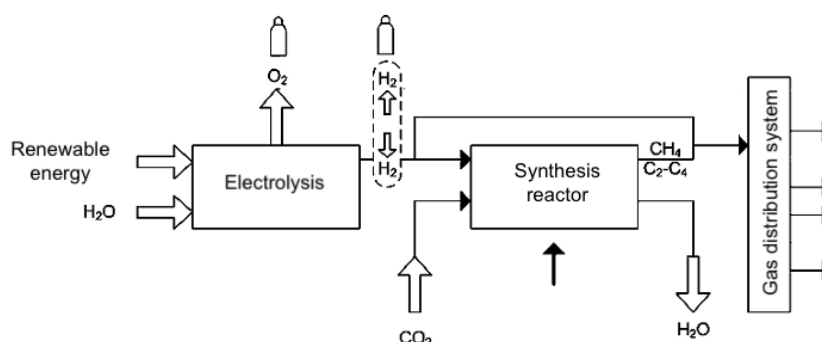 O₂
H₂
Renewable
energy
H₂O
Electrolysis
H₂
Synthesis
reactor
CH₄
C₂-C₄
Gas distribution system
CO₂
H₂O